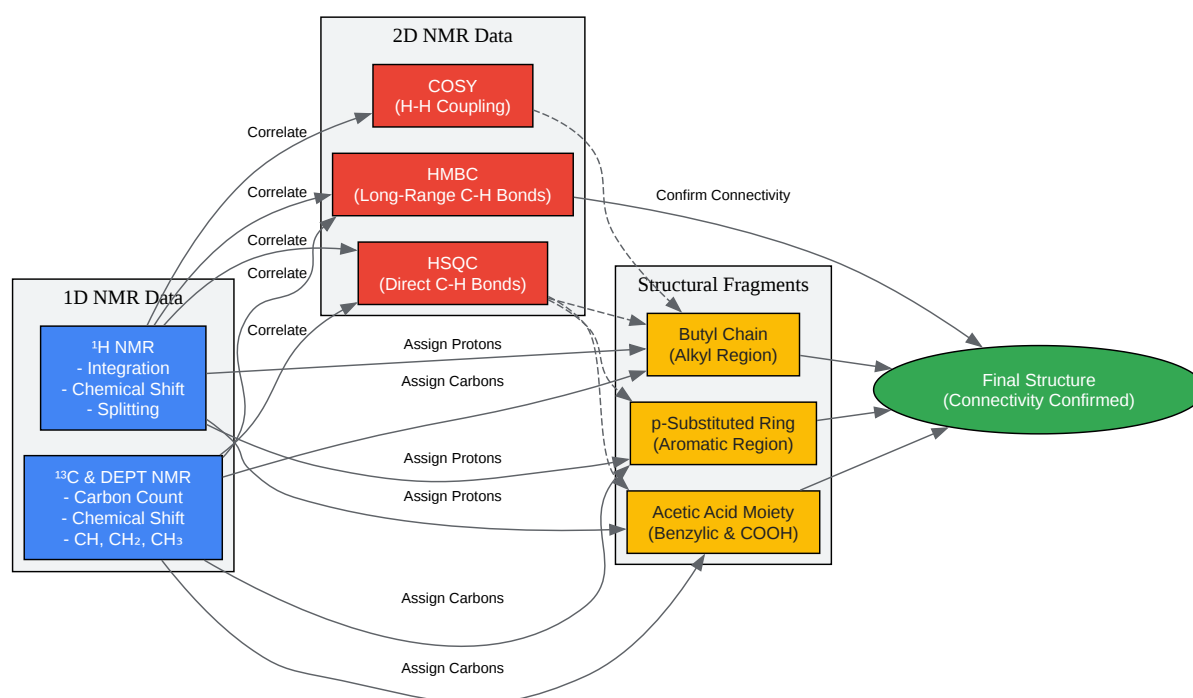 2D NMR Data
COSY
(H-H Coupling)
HMBC
(Long-Range C-H Bonds)
HSQC
(Direct C-H Bonds)
Correlate
Correlate
Correlate
Correlate
Correlate
1D NMR Data
¹H NMR
- Integration
- Chemical Shift
- Splitting
¹³C & DEPT NMR
- Carbon Count
- Chemical Shift
- CH, CH₂, CH₃
Assign Protons
Assign Carbons
Assign Protons
Assign Protons
Assign Carbons
Assign Carbons
Confirm Connectivity
Structural Fragments
Butyl Chain
(Alkyl Region)
p-Substituted Ring
(Aromatic Region)
Acetic Acid Moiety
(Benzylic & COOH)
Final Structure
(Connectivity Confirmed)